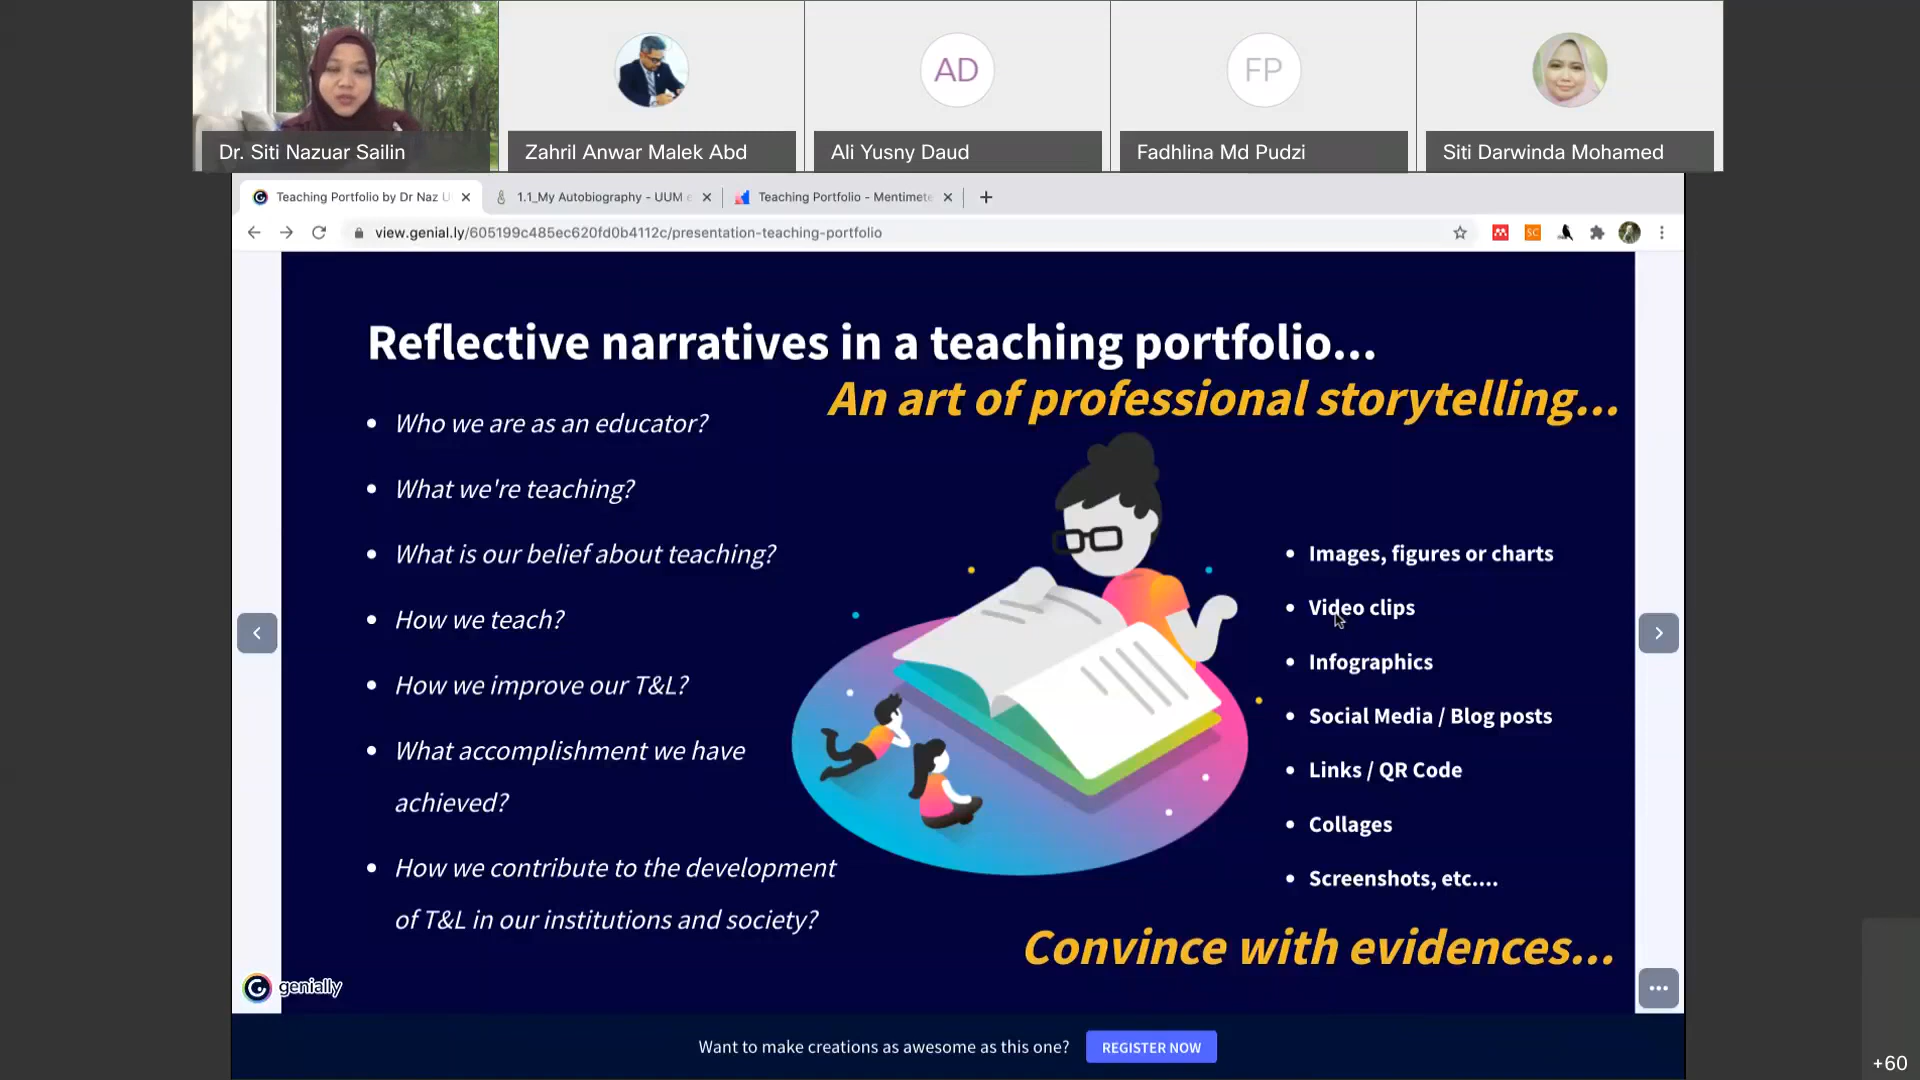 Dr. Siti Nazuar Sailin
Zahril Anwar Malek Abd
AD
Ali Yusny Daud
FP
Fadhlina Md Pudzi
Siti Darwinda Mohamed
Teaching Portfolio by Dr Naz U
1.1_My Autobiography - UUM e
Teaching Portfolio - Mentimete
view.genial.ly/605199c485ec620fd0b4112c/presentation-teaching-portfolio
SC
Reflective narratives in a teaching portfolio...
An art of professional storytelling...
• Who we are as an educator?
• What we're teaching?
• What is our belief about teaching?
• How we teach?
• How we improve our T&L?
• What accomplishment we have
achieved?
• How we contribute to the development
of T&L in our institutions and society?
• Images, figures or charts
• Video clips
• Infographics
• Social Media / Blog posts
• Links / QR Code
• Collages
• Screenshots, etc....
Convince with evidences...
genially
Want to make creations as awesome as this one?
REGISTER NOW
+60